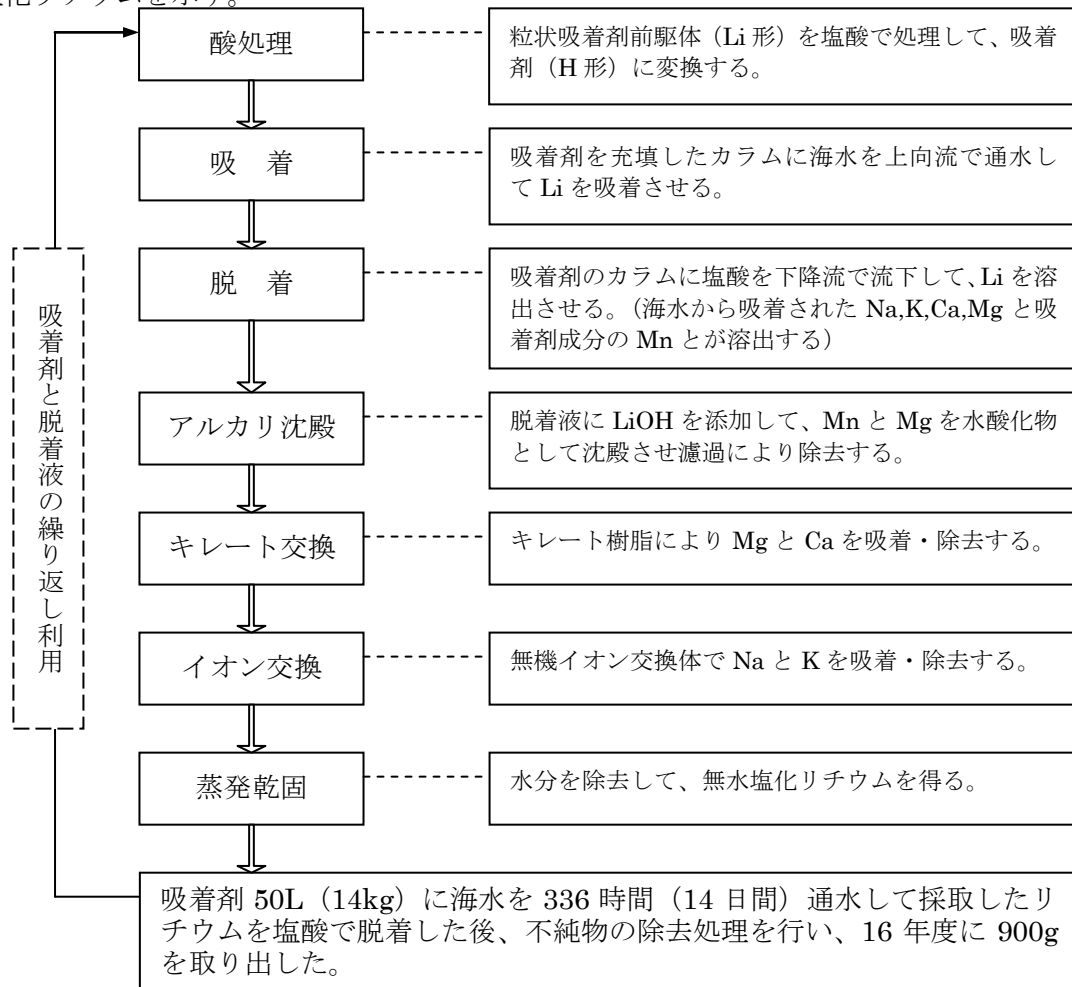 酸処理
粒状吸着剤前駆体（Li 形）を塩酸で処理して、吸着
剤（H 形）に変換する。
吸　着
吸着剤を充填したカラムに海水を上向流で通水し
て Li を吸着させる。
脱　着
吸着剤のカラムに塩酸を下降流で流下して、Li を溶
出させる。（海水から吸着された Na,K,Ca,Mg と吸
着剤成分の Mn とが溶出する）
アルカリ沈殿
脱着液に LiOH を添加して、Mn と Mg を水酸化物
として沈殿させ濾過により除去する。
キレート交換
キレート樹脂により Mg と Ca を吸着・除去する。
イオン交換
無機イオン交換体で Na と K を吸着・除去する。
蒸発乾固
水分を除去して、無水塩化リチウムを得る。
吸着剤と脱着液の繰り返し利用
吸着剤 50L（14kg）に海水を 336 時間（14 日間）通水して採取したリ
チウムを塩酸で脱着した後、不純物の除去処理を行い、16 年度に 900g
を取り出した。